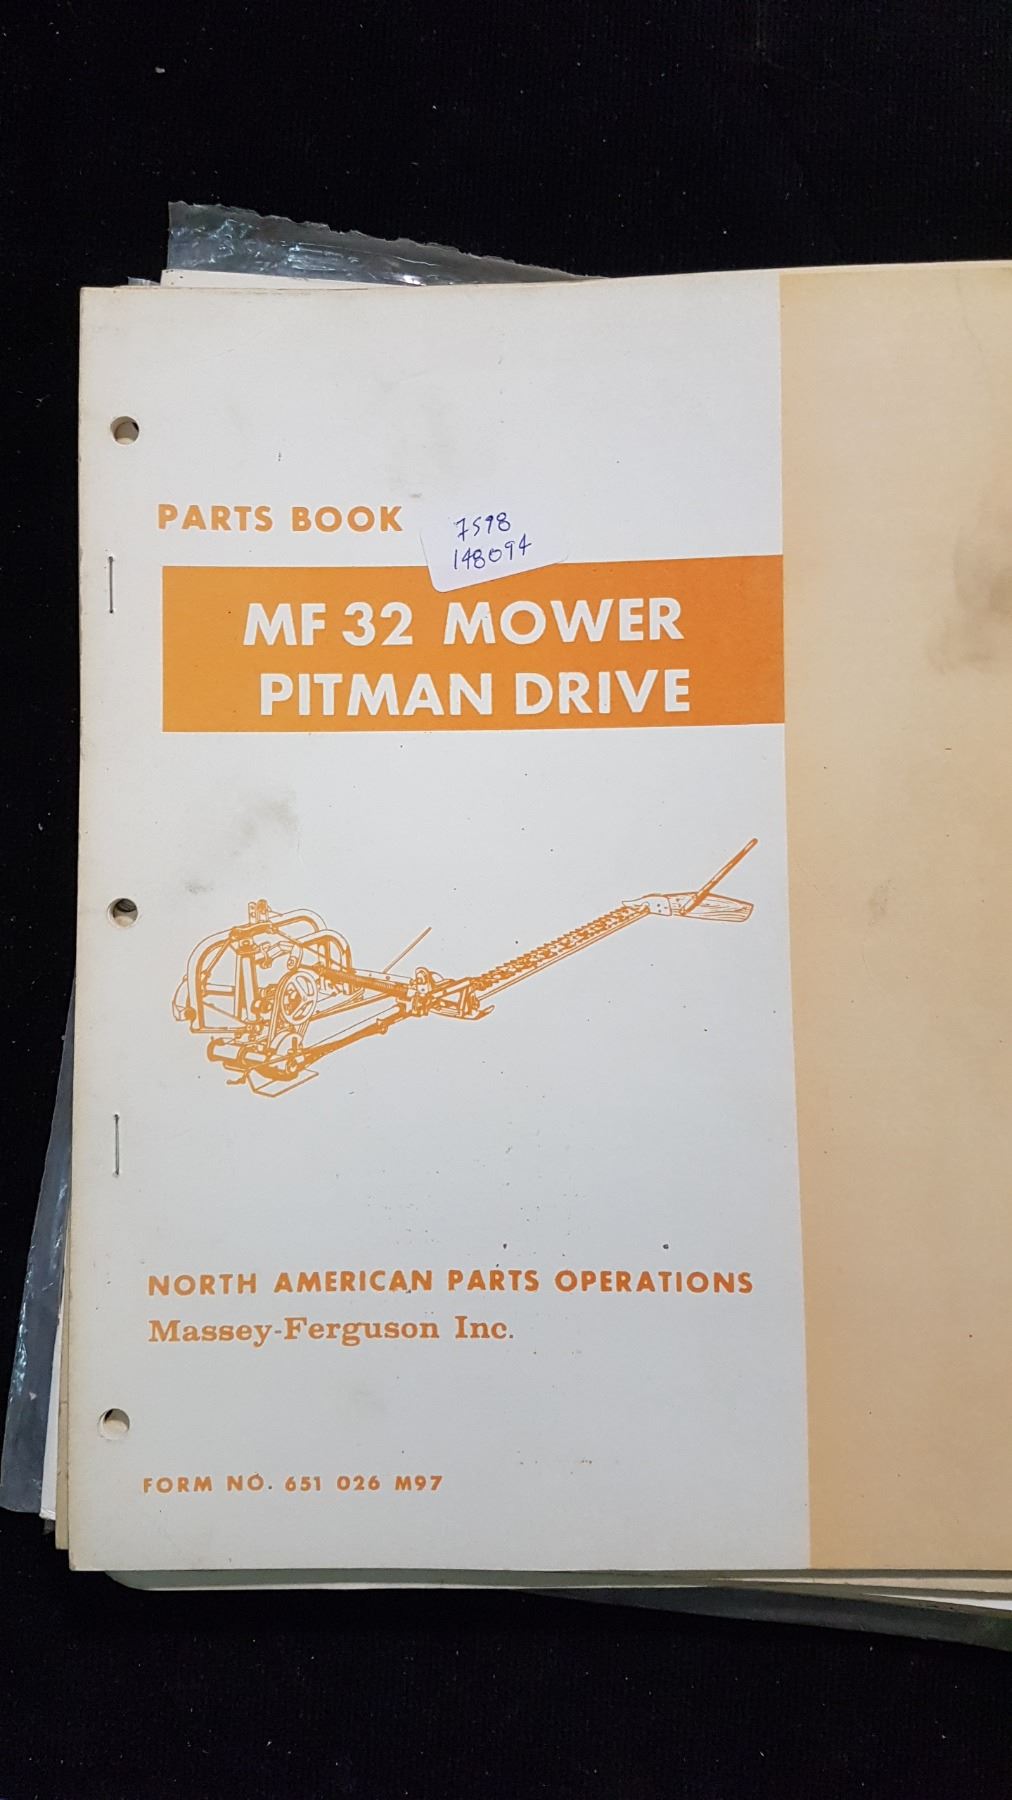 PARTS BOOK
7598
148094
MF 32 MOWER
PITMAN DRIVE
NORTH AMERICAN PARTS OPERATIONS
Massey-Ferguson Inc.
FORM NO. 651 026 M97